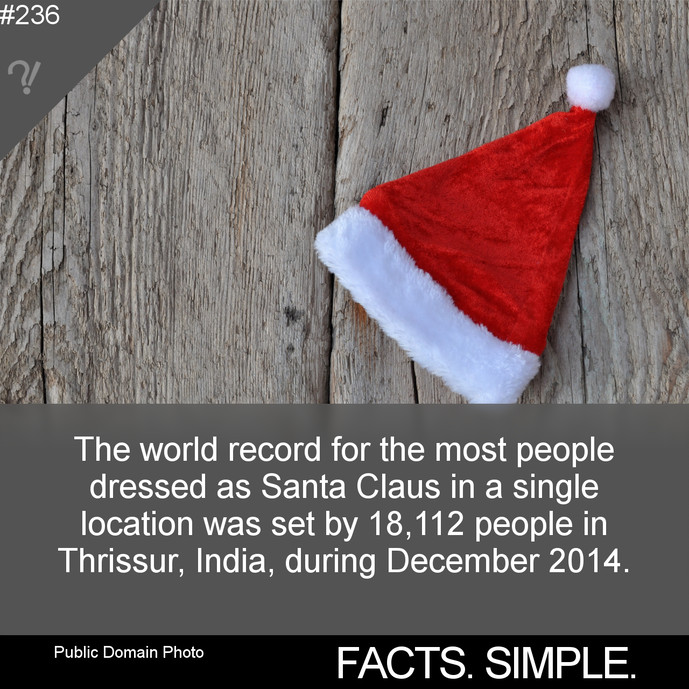 #236
?!
The world record for the most people
dressed as Santa Claus in a single
location was set by 18,112 people in
Thrissur, India, during December 2014.
Public Domain Photo
FACTS. SIMPLE.